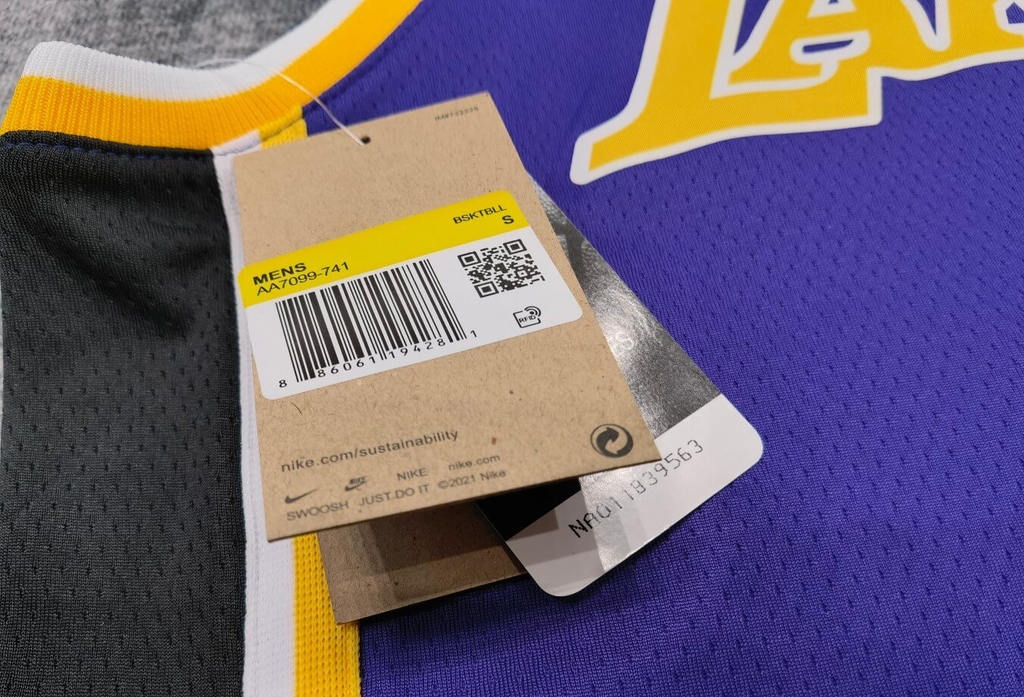 LAK
BSKTBLL
S
MENS
AA7099-741
RFID
8 86061 19428 1
nike.com/sustainability
NIKE nike.com
SWOOSH JUST DO IT ©2021 Nike
NA011839563